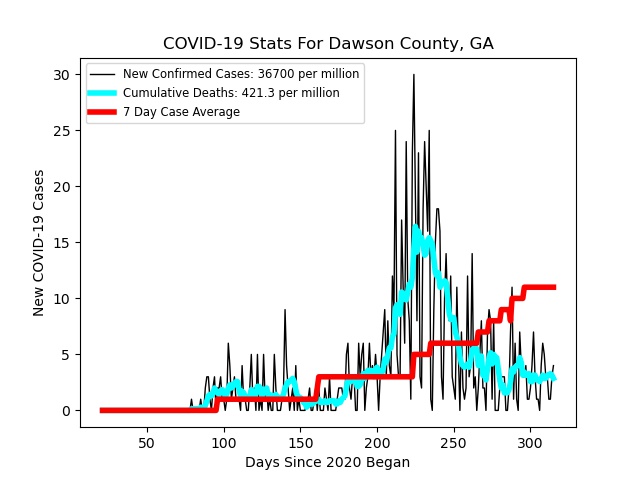 COVID-19 Stats For Dawson County, GA
New Confirmed Cases: 36700 per million
Cumulative Deaths: 421.3 per million
7 Day Case Average
New COVID-19 Cases
30
25
20
15
10
5
0
50 100 150 200 250 300
Days Since 2020 Began